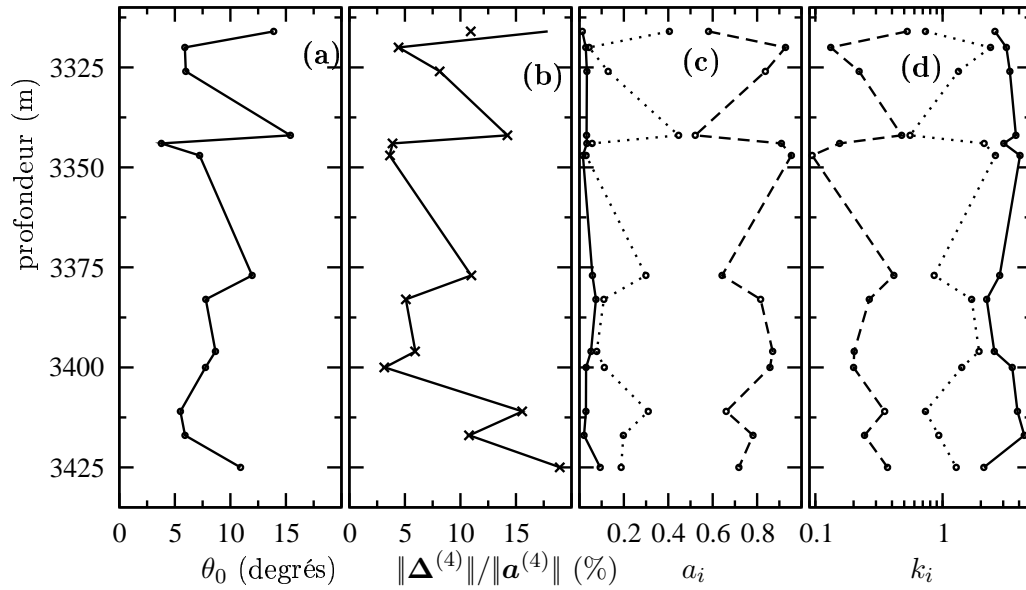 profondeur (m)
3325
3350
3375
3400
3425
(a)
(b)
(c)
(d)
0 5 10 15
0 5 10 15
0.2 0.4 0.6 0.8
0.1 1
θ₀ (degrés)
‖Δ⁽⁴⁾‖/‖a⁽⁴⁾‖ (%)
aᵢ
kᵢ